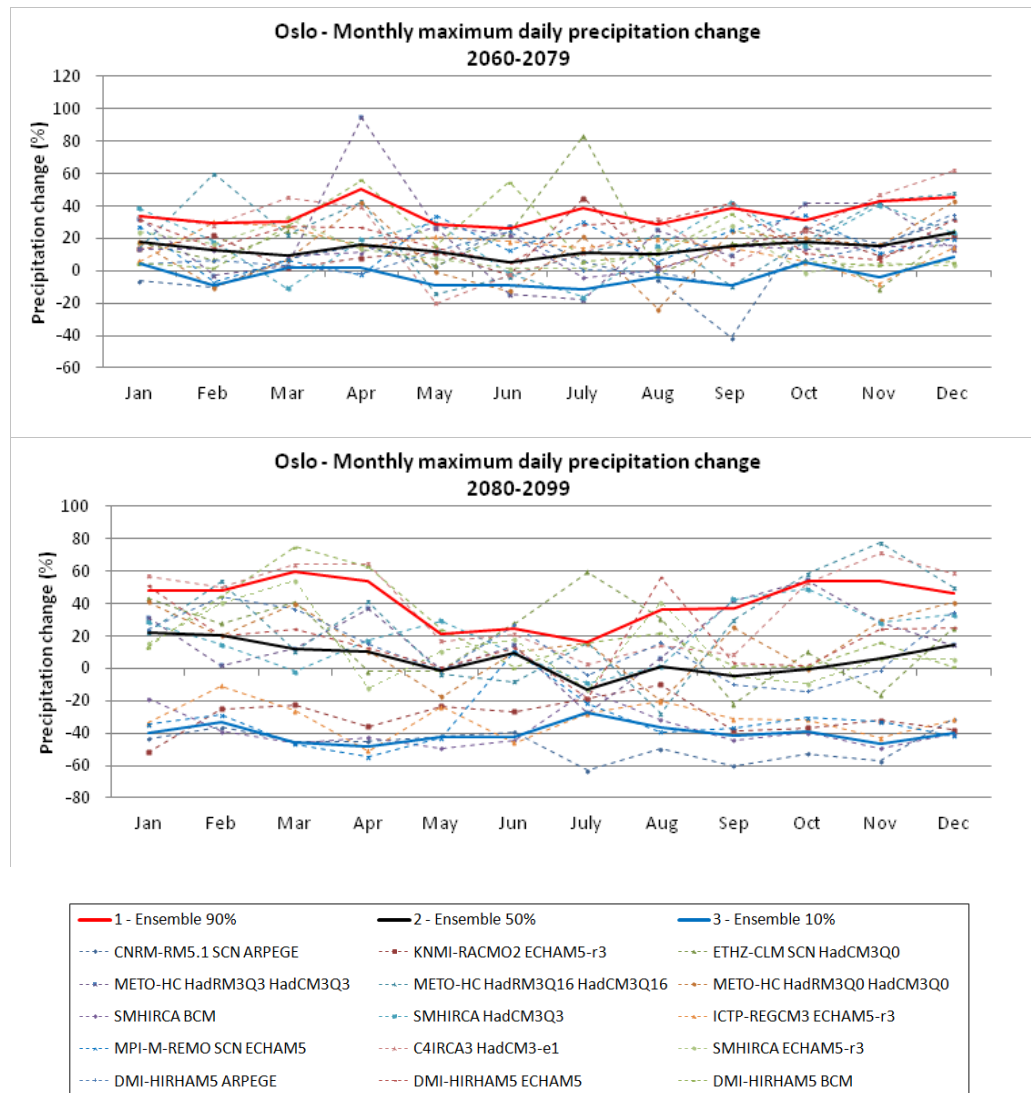 Oslo - Monthly maximum daily precipitation change
2060-2079
Precipitation change (%)
120
100
80
60
40
20
0
-20
-40
-60
Jan Feb Mar Apr May Jun July Aug Sep Oct Nov Dec
Oslo - Monthly maximum daily precipitation change
2080-2099
Precipitation change (%)
100
80
60
40
20
0
-20
-40
-60
-80
Jan Feb Mar Apr May Jun July Aug Sep Oct Nov Dec
1 - Ensemble 90% 2 - Ensemble 50% 3 - Ensemble 10%
CNRM-RM5.1 SCN ARPEGE KNMI-RACMO2 ECHAM5-r3 ETHZ-CLM SCN HadCM3Q0
METO-HC HadRM3Q3 HadCM3Q3 METO-HC HadRM3Q16 HadCM3Q16 METO-HC HadRM3Q0 HadCM3Q0
SMHIRCA BCM SMHIRCA HadCM3Q3 ICTP-REGCM3 ECHAM5-r3
MPI-M-REMO SCN ECHAM5 C4IRCA3 HadCM3-e1 SMHIRCA ECHAM5-r3
DMI-HIRHAM5 ARPEGE DMI-HIRHAM5 ECHAM5 DMI-HIRHAM5 BCM